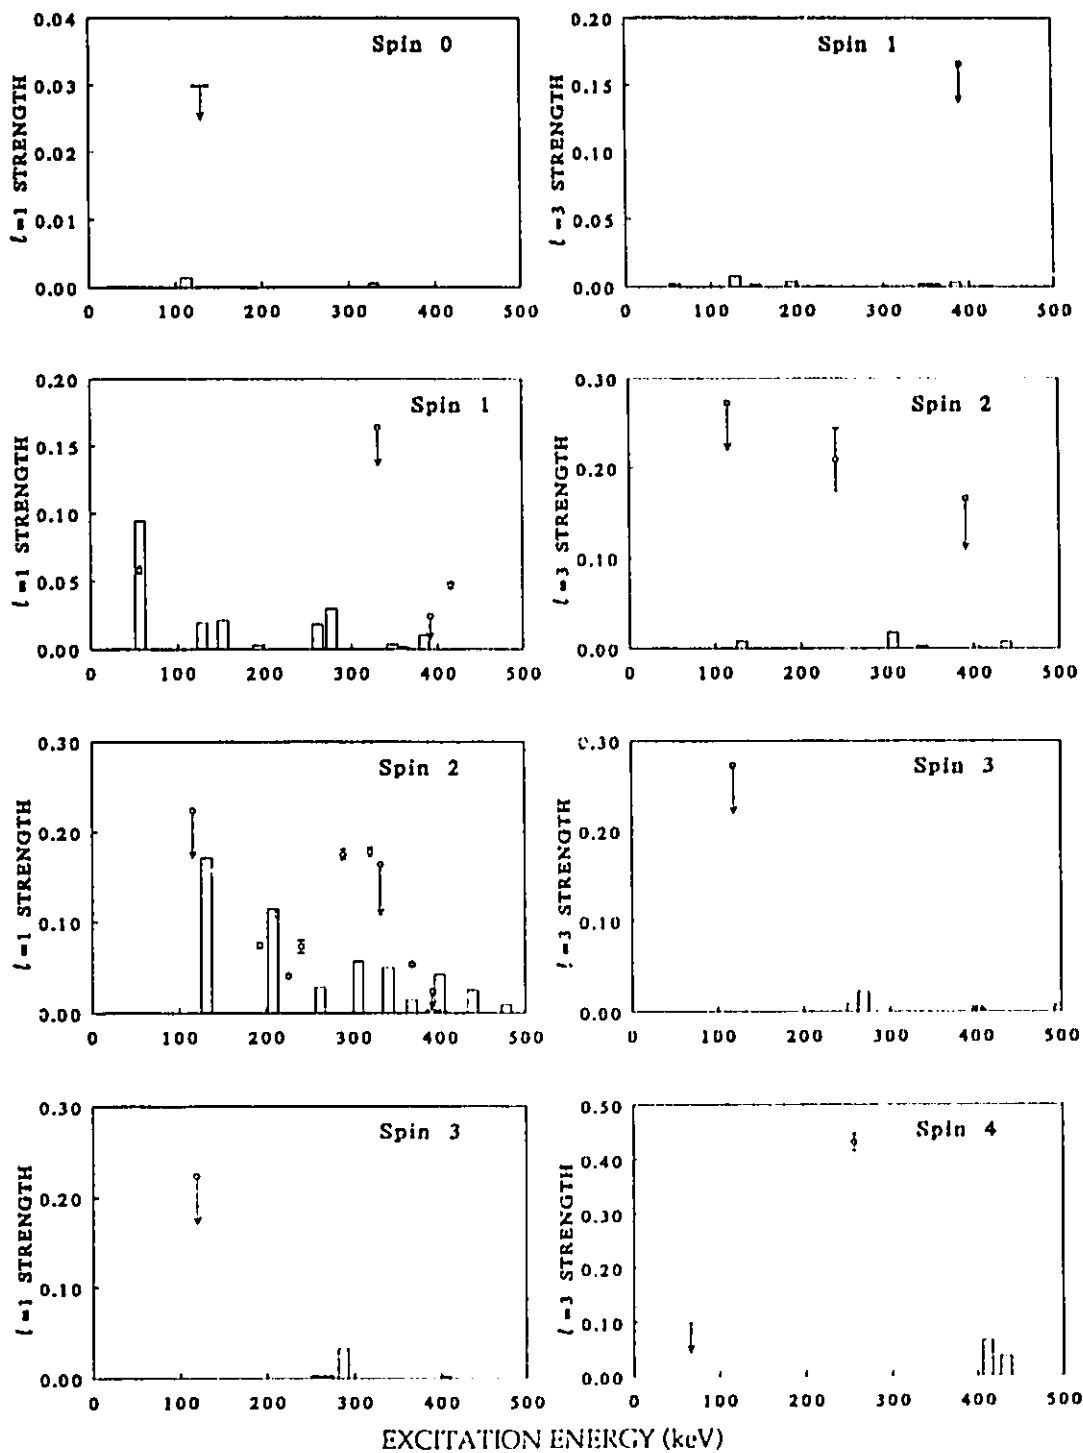 Spin 0
ℓ=1 STRENGTH
0.04
0.03
0.02
0.01
0.00
0 100 200 300 400 500
Spin 1
ℓ=3 STRENGTH
0.20
0.15
0.10
0.05
0.00
0 100 200 300 400 500
Spin 1
ℓ=1 STRENGTH
0.20
0.15
0.10
0.05
0.00
0 100 200 300 400 500
Spin 2
ℓ=3 STRENGTH
0.30
0.20
0.10
0.00
0 100 200 300 400 500
Spin 2
ℓ=1 STRENGTH
0.30
0.20
0.10
0.00
0 100 200 300 400 500
Spin 3
ℓ=3 STRENGTH
0.30
0.20
0.10
0.00
0 100 200 300 400 500
Spin 3
ℓ=1 STRENGTH
0.30
0.20
0.10
0.00
0 100 200 300 400 500
Spin 4
ℓ=3 STRENGTH
0.50
0.40
0.30
0.20
0.10
0.00
0 100 200 300 400 500
EXCITATION ENERGY (keV)